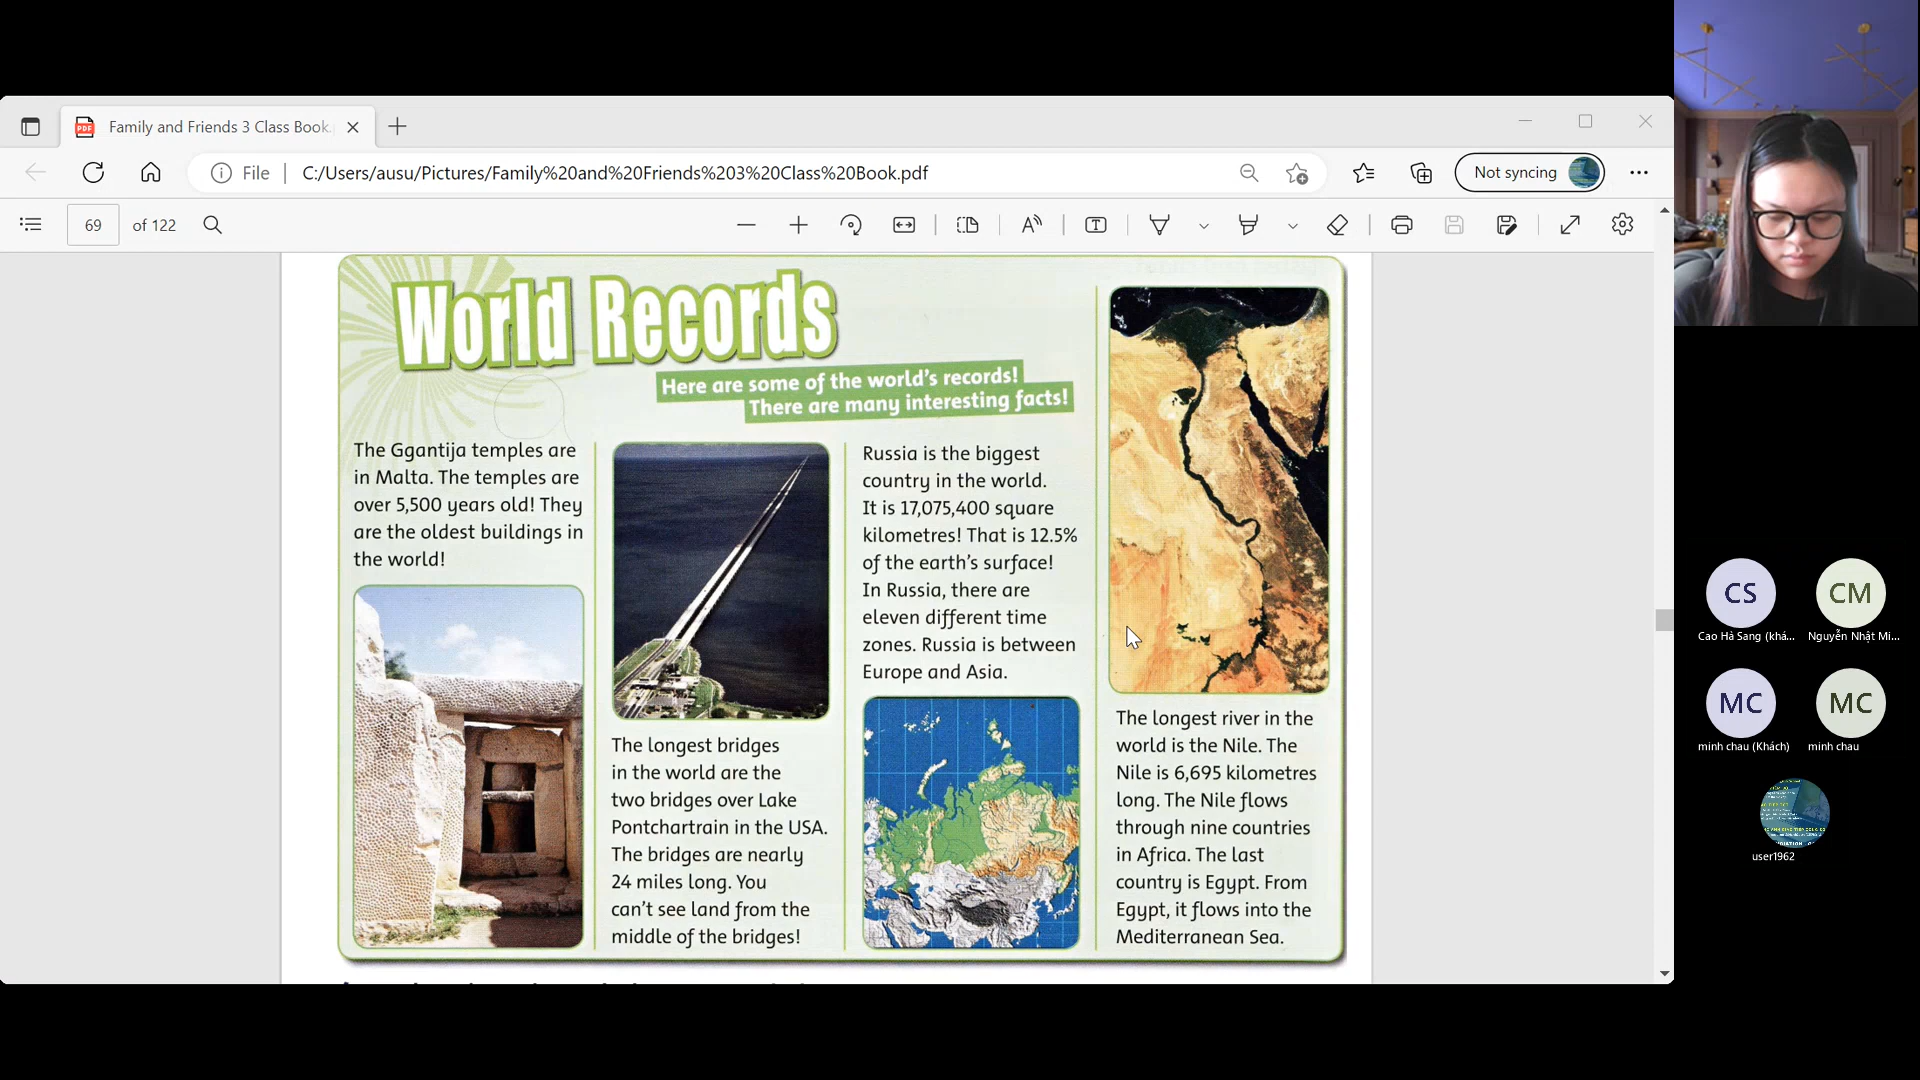 Family and Friends 3 Class Book.
File
C:/Users/ausu/Pictures/Family%20and%20Friends%203%20Class%20Book.pdf
Not syncing
69 of 122
World Records
Here are some of the world's records!
There are many interesting facts!
The Ggantija temples are
in Malta. The temples are
over 5,500 years old! They
are the oldest buildings in
the world!
The longest bridges
in the world are the
two bridges over Lake
Pontchartrain in the USA.
The bridges are nearly
24 miles long. You
can't see land from the
middle of the bridges!
Russia is the biggest
country in the world.
It is 17,075,400 square
kilometres! That is 12.5%
of the earth's surface!
In Russia, there are
eleven different time
zones. Russia is between
Europe and Asia.
The longest river in the
world is the Nile. The
Nile is 6,695 kilometres
long. The Nile flows
through nine countries
in Africa. The last
country is Egypt. From
Egypt, it flows into the
Mediterranean Sea.
CS
Cao Hà Sang (khá...
CM
Nguyễn Nhật Mi...
MC
minh chau (Khách)
MC
minh chau
user1962